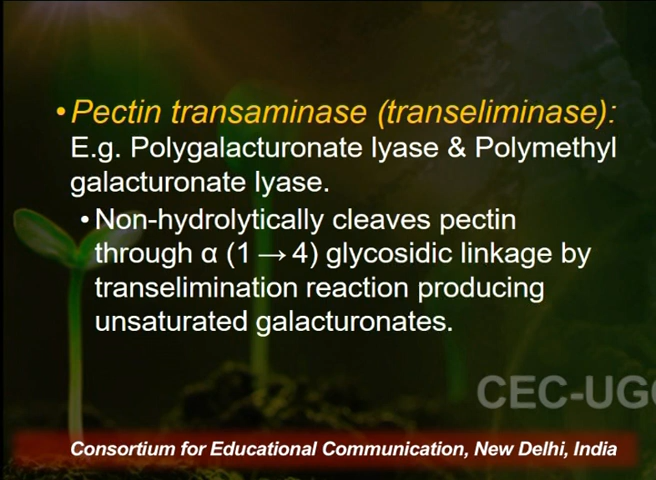 • Pectin transaminase (transeliminase):
E.g. Polygalacturonate lyase & Polymethyl
galacturonate lyase.
• Non-hydrolytically cleaves pectin
through α (1 → 4) glycosidic linkage by
transelimination reaction producing
unsaturated galacturonates.
CEC-UG
Consortium for Educational Communication, New Delhi, India